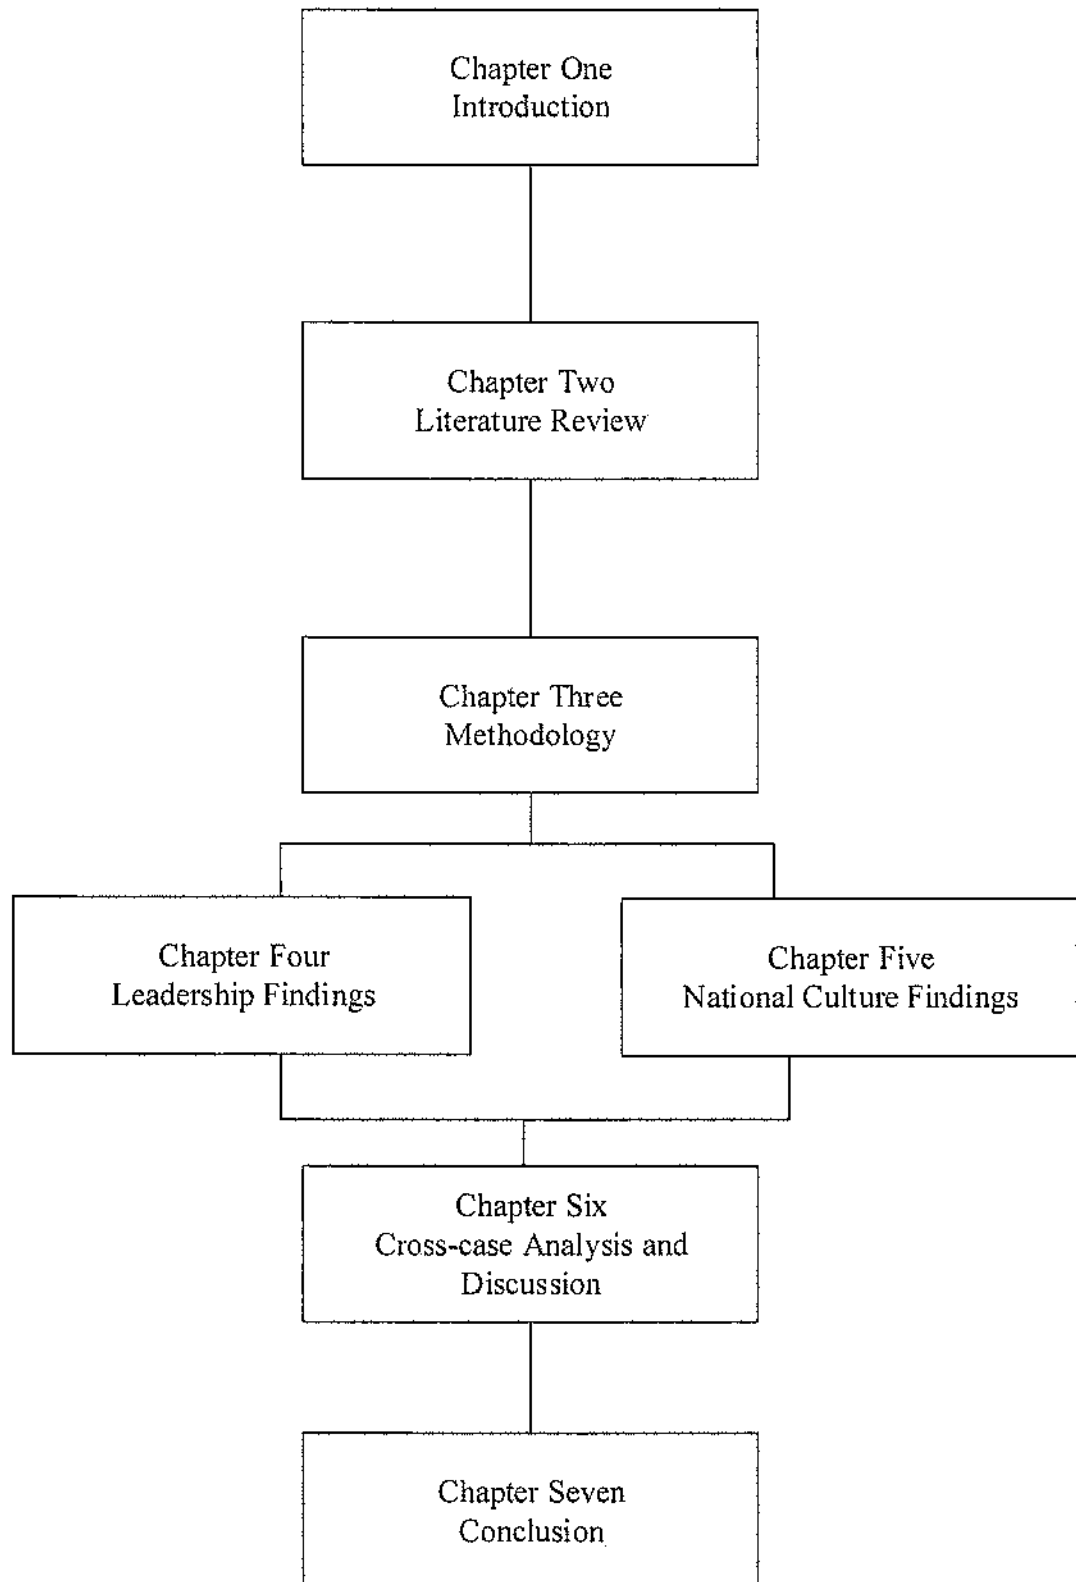 Chapter One
Introduction
Chapter Two
Literature Review
Chapter Three
Methodology
Chapter Four
Leadership Findings
Chapter Five
National Culture Findings
Chapter Six
Cross-case Analysis and
Discussion
Chapter Seven
Conclusion